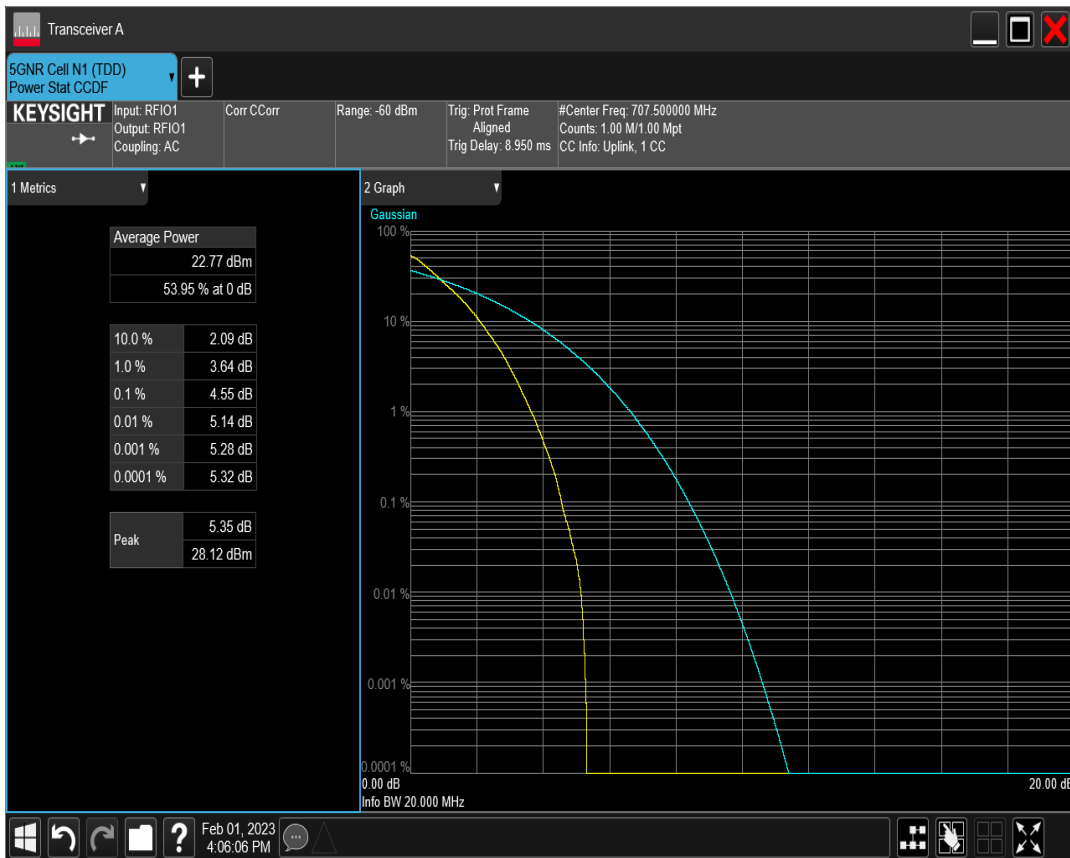 Transceiver A
5GNR Cell N1 (TDD)
Power Stat CCDF
KEYSIGHT
Input: RFIO1
Output: RFIO1
Coupling: AC
Corr CCorr
Range: -60 dBm
Trig: Prot Frame
Aligned
Trig Delay: 8.950 ms
#Center Freq: 707.500000 MHz
Counts: 1.00 M/1.00 Mpt
CC Info: Uplink, 1 CC
1 Metrics
Average Power
22.77 dBm
53.95 % at 0 dB
10.0 % 2.09 dB
1.0 % 3.64 dB
0.1 % 4.55 dB
0.01 % 5.14 dB
0.001 % 5.28 dB
0.0001 % 5.32 dB
Peak
5.35 dB
28.12 dBm
2 Graph
Gaussian
100 %
10 %
1 %
0.1 %
0.01 %
0.001 %
0.0001 %
0.00 dB
20.00 dB
Info BW 20.000 MHz
Feb 01, 2023
4:06:06 PM